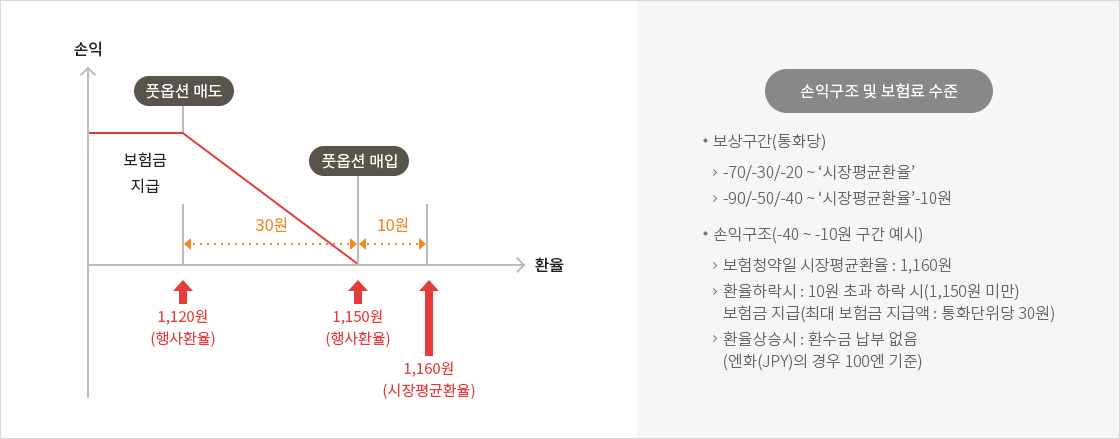 손익
풋옵션 매도
보험금
지급
풋옵션 매입
30원
10원
환율
1,120원
(행사환율)
1,150원
(행사환율)
1,160원
(시장평균환율)
손익구조 및 보험료 수준
보상구간(통화당)
› -70/-30/-20 ~ ‘시장평균환율’
› -90/-50/-40 ~ ‘시장평균환율’-10원
손익구조(-40 ~ -10원 구간 예시)
› 보험청약일 시장평균환율 : 1,160원
› 환율하락시 : 10원 초과 하락 시(1,150원 미만)
보험금 지급(최대 보험금 지급액 : 통화단위당 30원)
› 환율상승시 : 환수금 납부 없음
(엔화(JPY)의 경우 100엔 기준)